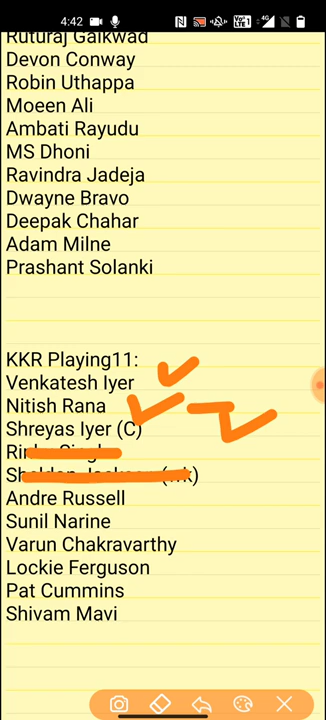 4:42
Ruturaj Gaikwad
Devon Conway
Robin Uthappa
Moeen Ali
Ambati Rayudu
MS Dhoni
Ravindra Jadeja
Dwayne Bravo
Deepak Chahar
Adam Milne
Prashant Solanki
KKR Playing11:
Venkatesh Iyer
Nitish Rana
Shreyas Iyer (C)
Andre Russell
Sunil Narine
Varun Chakravarthy
Lockie Ferguson
Pat Cummins
Shivam Mavi